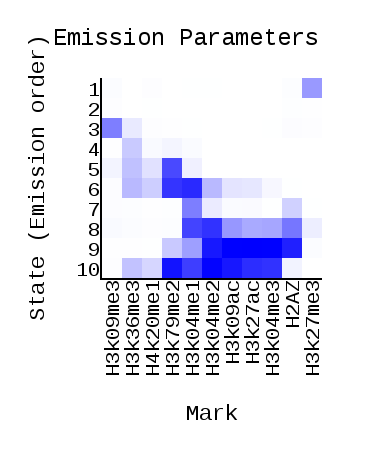 Emission Parameters
State (Emission order)
1
2
3
4
5
6
7
8
9
10
H3k09me3
H3k36me3
H4k20me1
H3k79me2
H3k04me1
H3k04me2
H3k09ac
H3k27ac
H3k04me3
H2AZ
H3k27me3
Mark